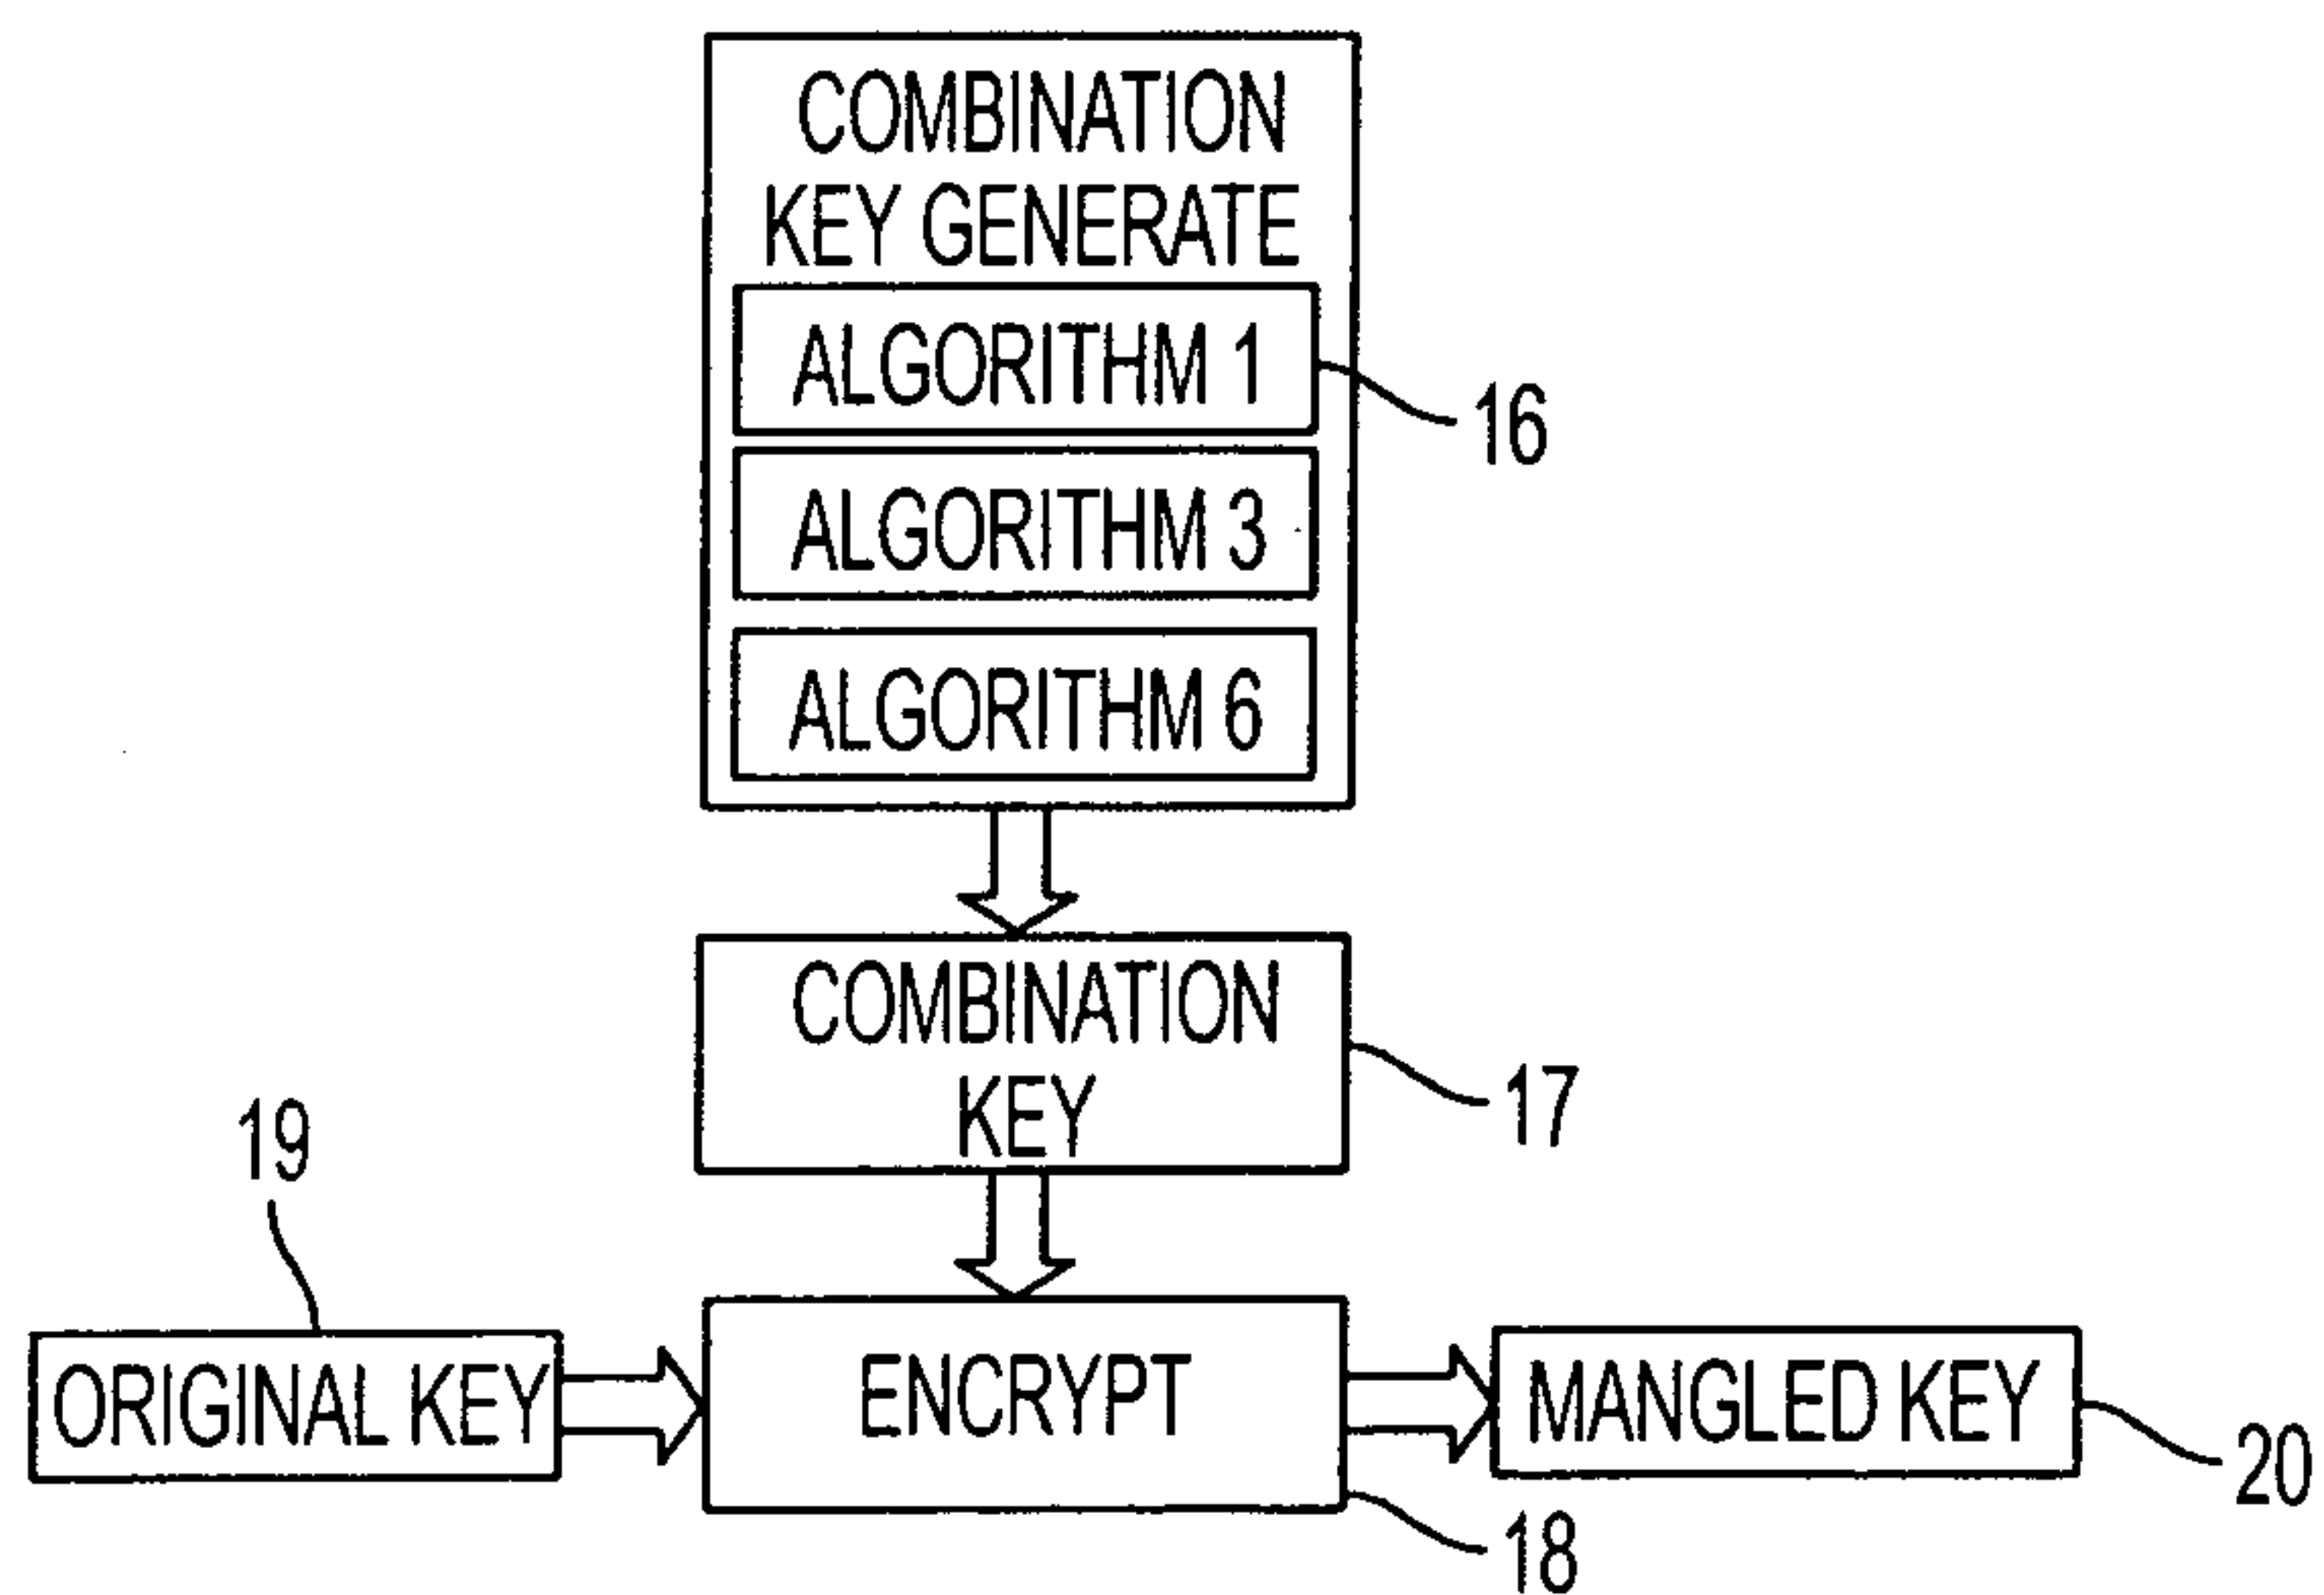 COMBINATION
KEY GENERATE
ALGORITHM 1
16
ALGORITHM 3
ALGORITHM 6
COMBINATION
KEY
17
19
ORIGINAL KEY
ENCRYPT
MANGLED KEY
20
18